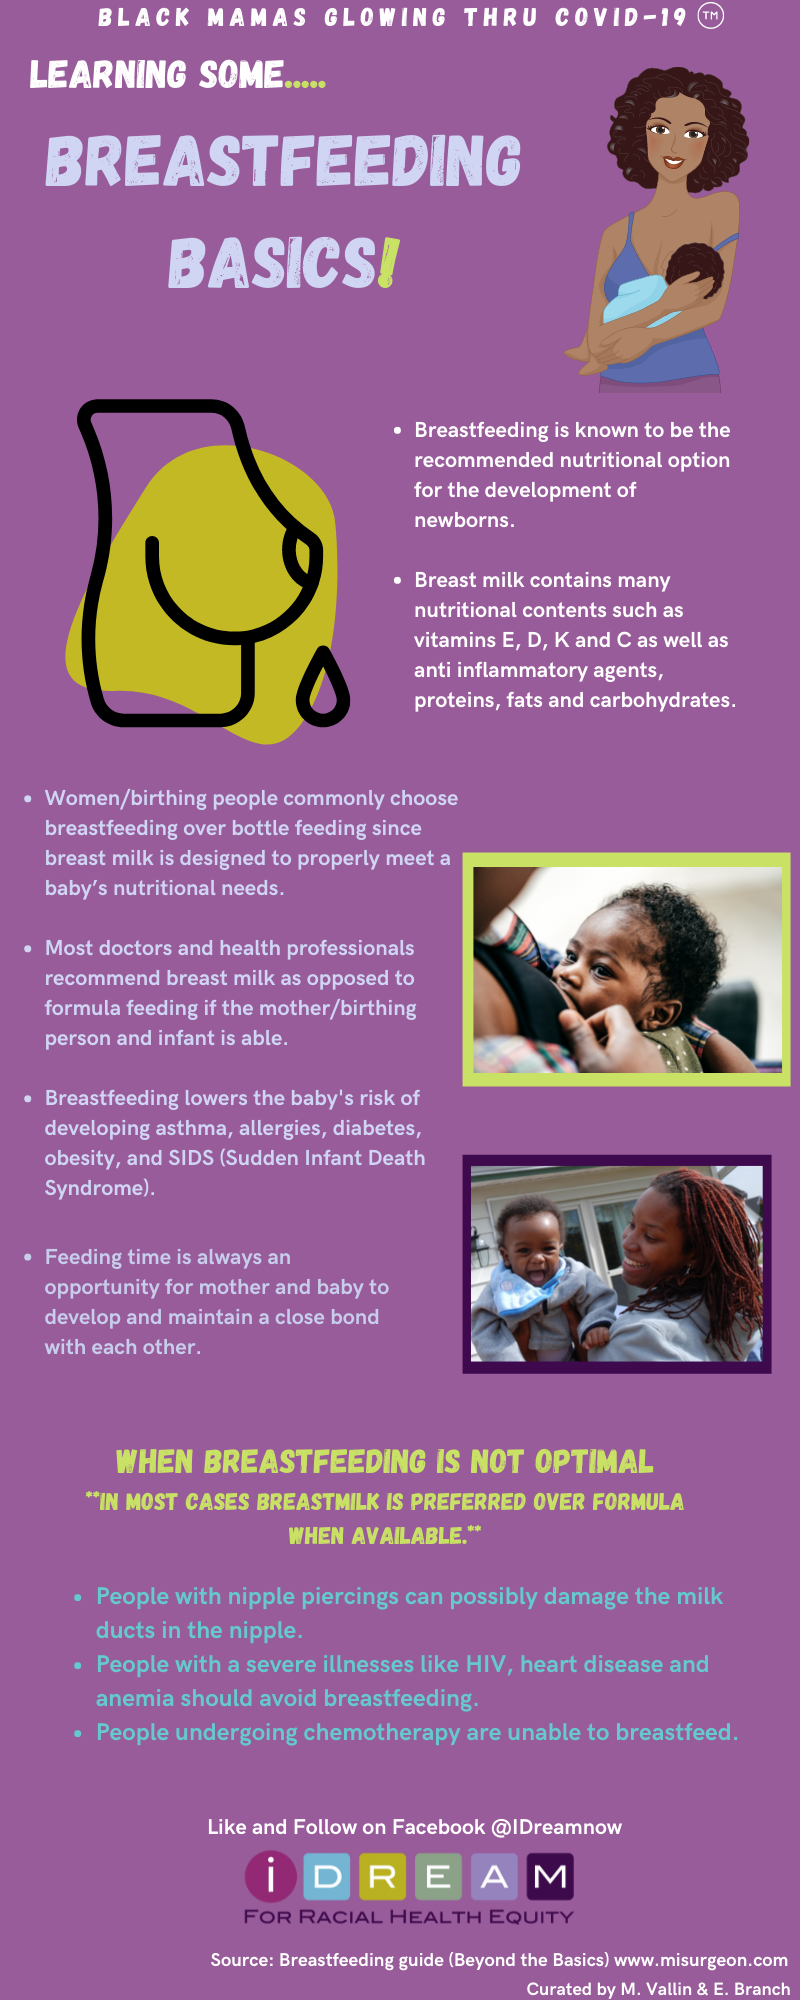 BLACK MAMAS GLOWING THRU COVID-19 TM
LEARNING SOME.....
BREASTFEEDING
BASICS!
• Breastfeeding is known to be the
recommended nutritional option
for the development of
newborns.
• Breast milk contains many
nutritional contents such as
vitamins E, D, K and C as well as
anti inflammatory agents,
proteins, fats and carbohydrates.
• Women/birthing people commonly choose
breastfeeding over bottle feeding since
breast milk is designed to properly meet a
baby’s nutritional needs.
• Most doctors and health professionals
recommend breast milk as opposed to
formula feeding if the mother/birthing
person and infant is able.
• Breastfeeding lowers the baby's risk of
developing asthma, allergies, diabetes,
obesity, and SIDS (Sudden Infant Death
Syndrome).
• Feeding time is always an
opportunity for mother and baby to
develop and maintain a close bond
with each other.
WHEN BREASTFEEDING IS NOT OPTIMAL
**IN MOST CASES BREASTMILK IS PREFERRED OVER FORMULA
WHEN AVAILABLE.**
• People with nipple piercings can possibly damage the milk
ducts in the nipple.
• People with a severe illnesses like HIV, heart disease and
anemia should avoid breastfeeding.
• People undergoing chemotherapy are unable to breastfeed.
Like and Follow on Facebook @IDreamnow
iDREAM
FOR RACIAL HEALTH EQUITY
Source: Breastfeeding guide (Beyond the Basics) www.misurgeon.com
Curated by M. Vallin & E. Branch